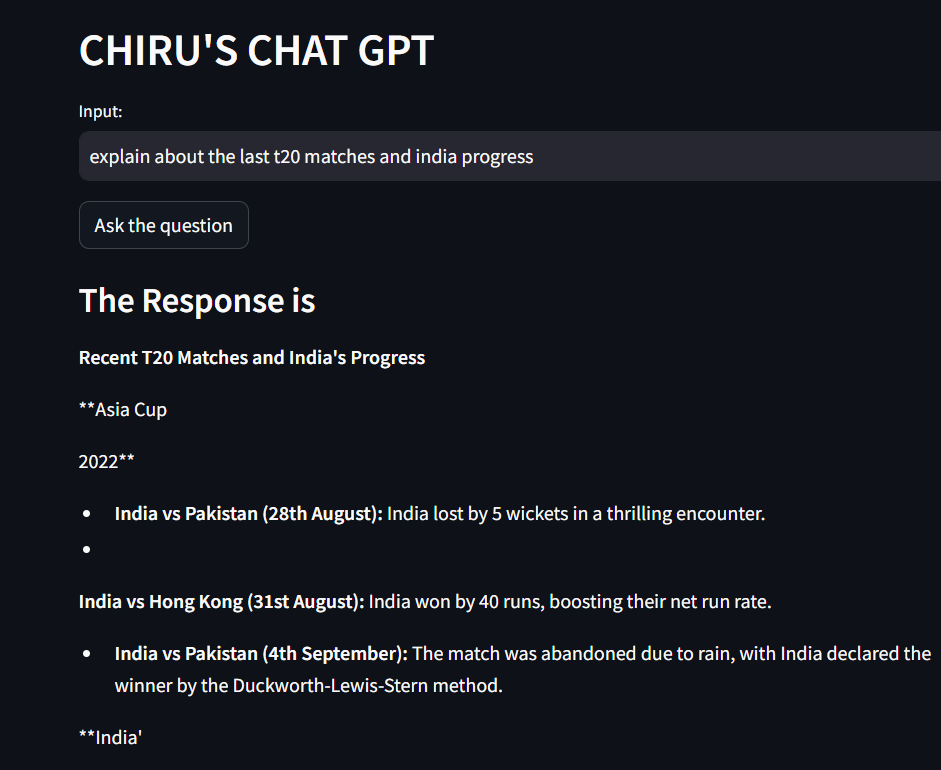 CHIRU'S CHAT GPT
Input:
explain about the last t20 matches and india progress
Ask the question
The Response is
Recent T20 Matches and India's Progress
**Asia Cup
2022**
• India vs Pakistan (28th August): India lost by 5 wickets in a thrilling encounter.
•
India vs Hong Kong (31st August): India won by 40 runs, boosting their net run rate.
• India vs Pakistan (4th September): The match was abandoned due to rain, with India declared the
winner by the Duckworth-Lewis-Stern method.
**India'